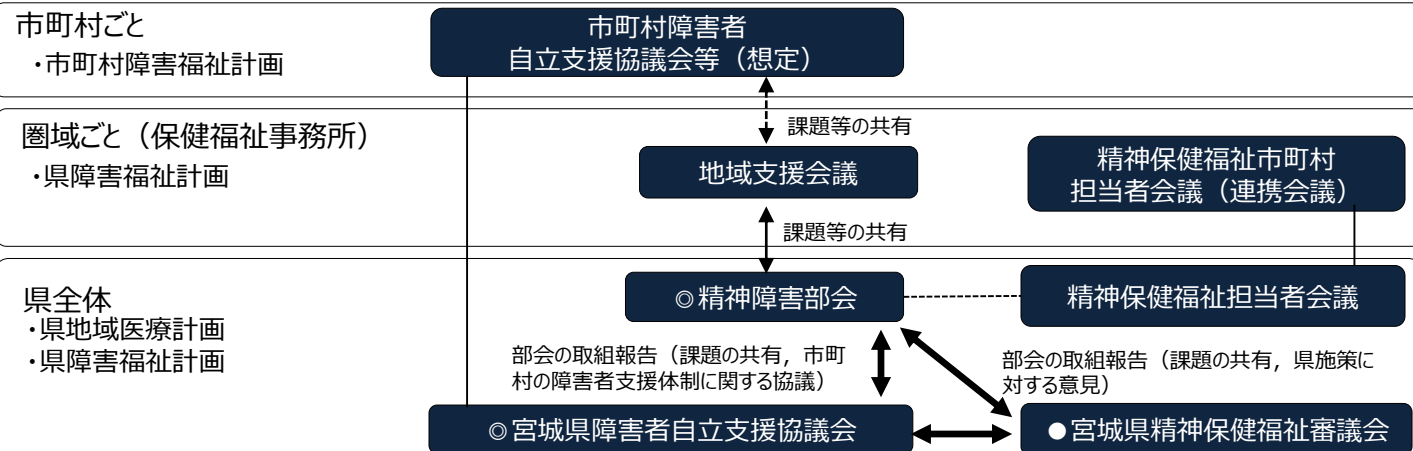 市町村ごと
・市町村障害福祉計画
市町村障害者
自立支援協議会等（想定）
課題等の共有
圏域ごと（保健福祉事務所）
・県障害福祉計画
地域支援会議
精神保健福祉市町村
担当者会議（連携会議）
課題等の共有
県全体
・県地域医療計画
・県障害福祉計画
◎精神障害部会
精神保健福祉担当者会議
部会の取組報告（課題の共有，市町
村の障害者支援体制に関する協議）
部会の取組報告（課題の共有，県施策に
対する意見）
◎宮城県障害者自立支援協議会
●宮城県精神保健福祉審議会